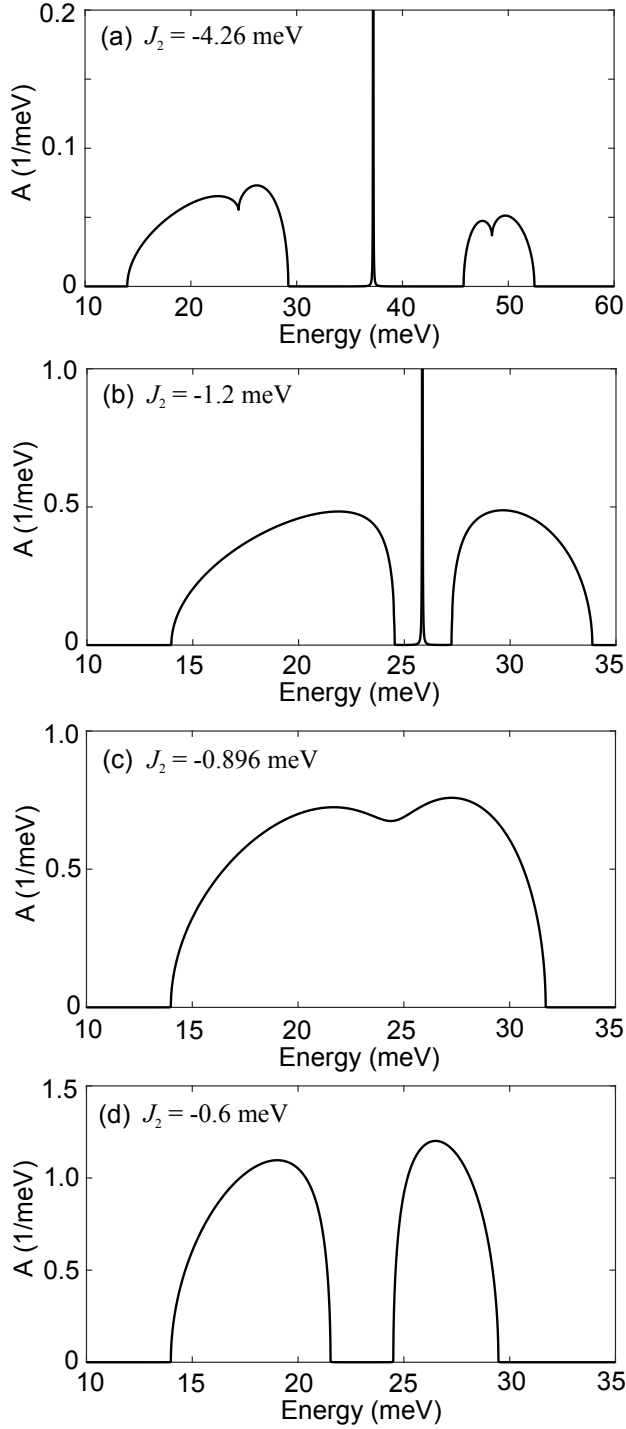 (a) J₂ = -4.26 meV
0.2
0.1
0
A (1/meV)
10 20 30 40 50 60
Energy (meV)
(b) J₂ = -1.2 meV
1.0
0.5
0
A (1/meV)
10 15 20 25 30 35
Energy (meV)
(c) J₂ = -0.896 meV
1.0
0.5
0
A (1/meV)
10 15 20 25 30 35
Energy (meV)
(d) J₂ = -0.6 meV
1.5
1.0
0.5
0
A (1/meV)
10 15 20 25 30 35
Energy (meV)